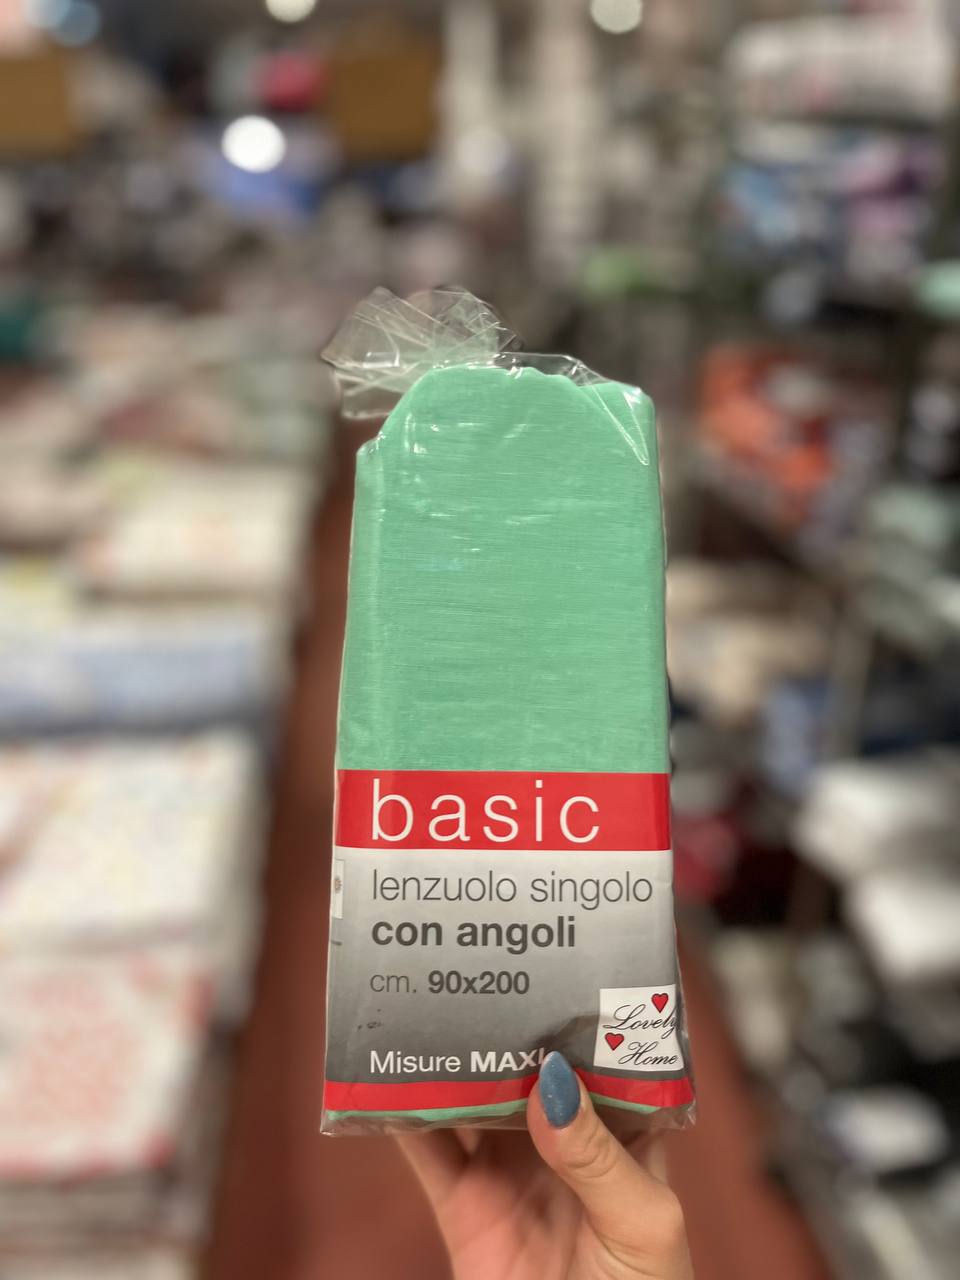 basic
lenzuolo singolo
con angoli
cm. 90x200
Lovely
Home
Misure MAXI